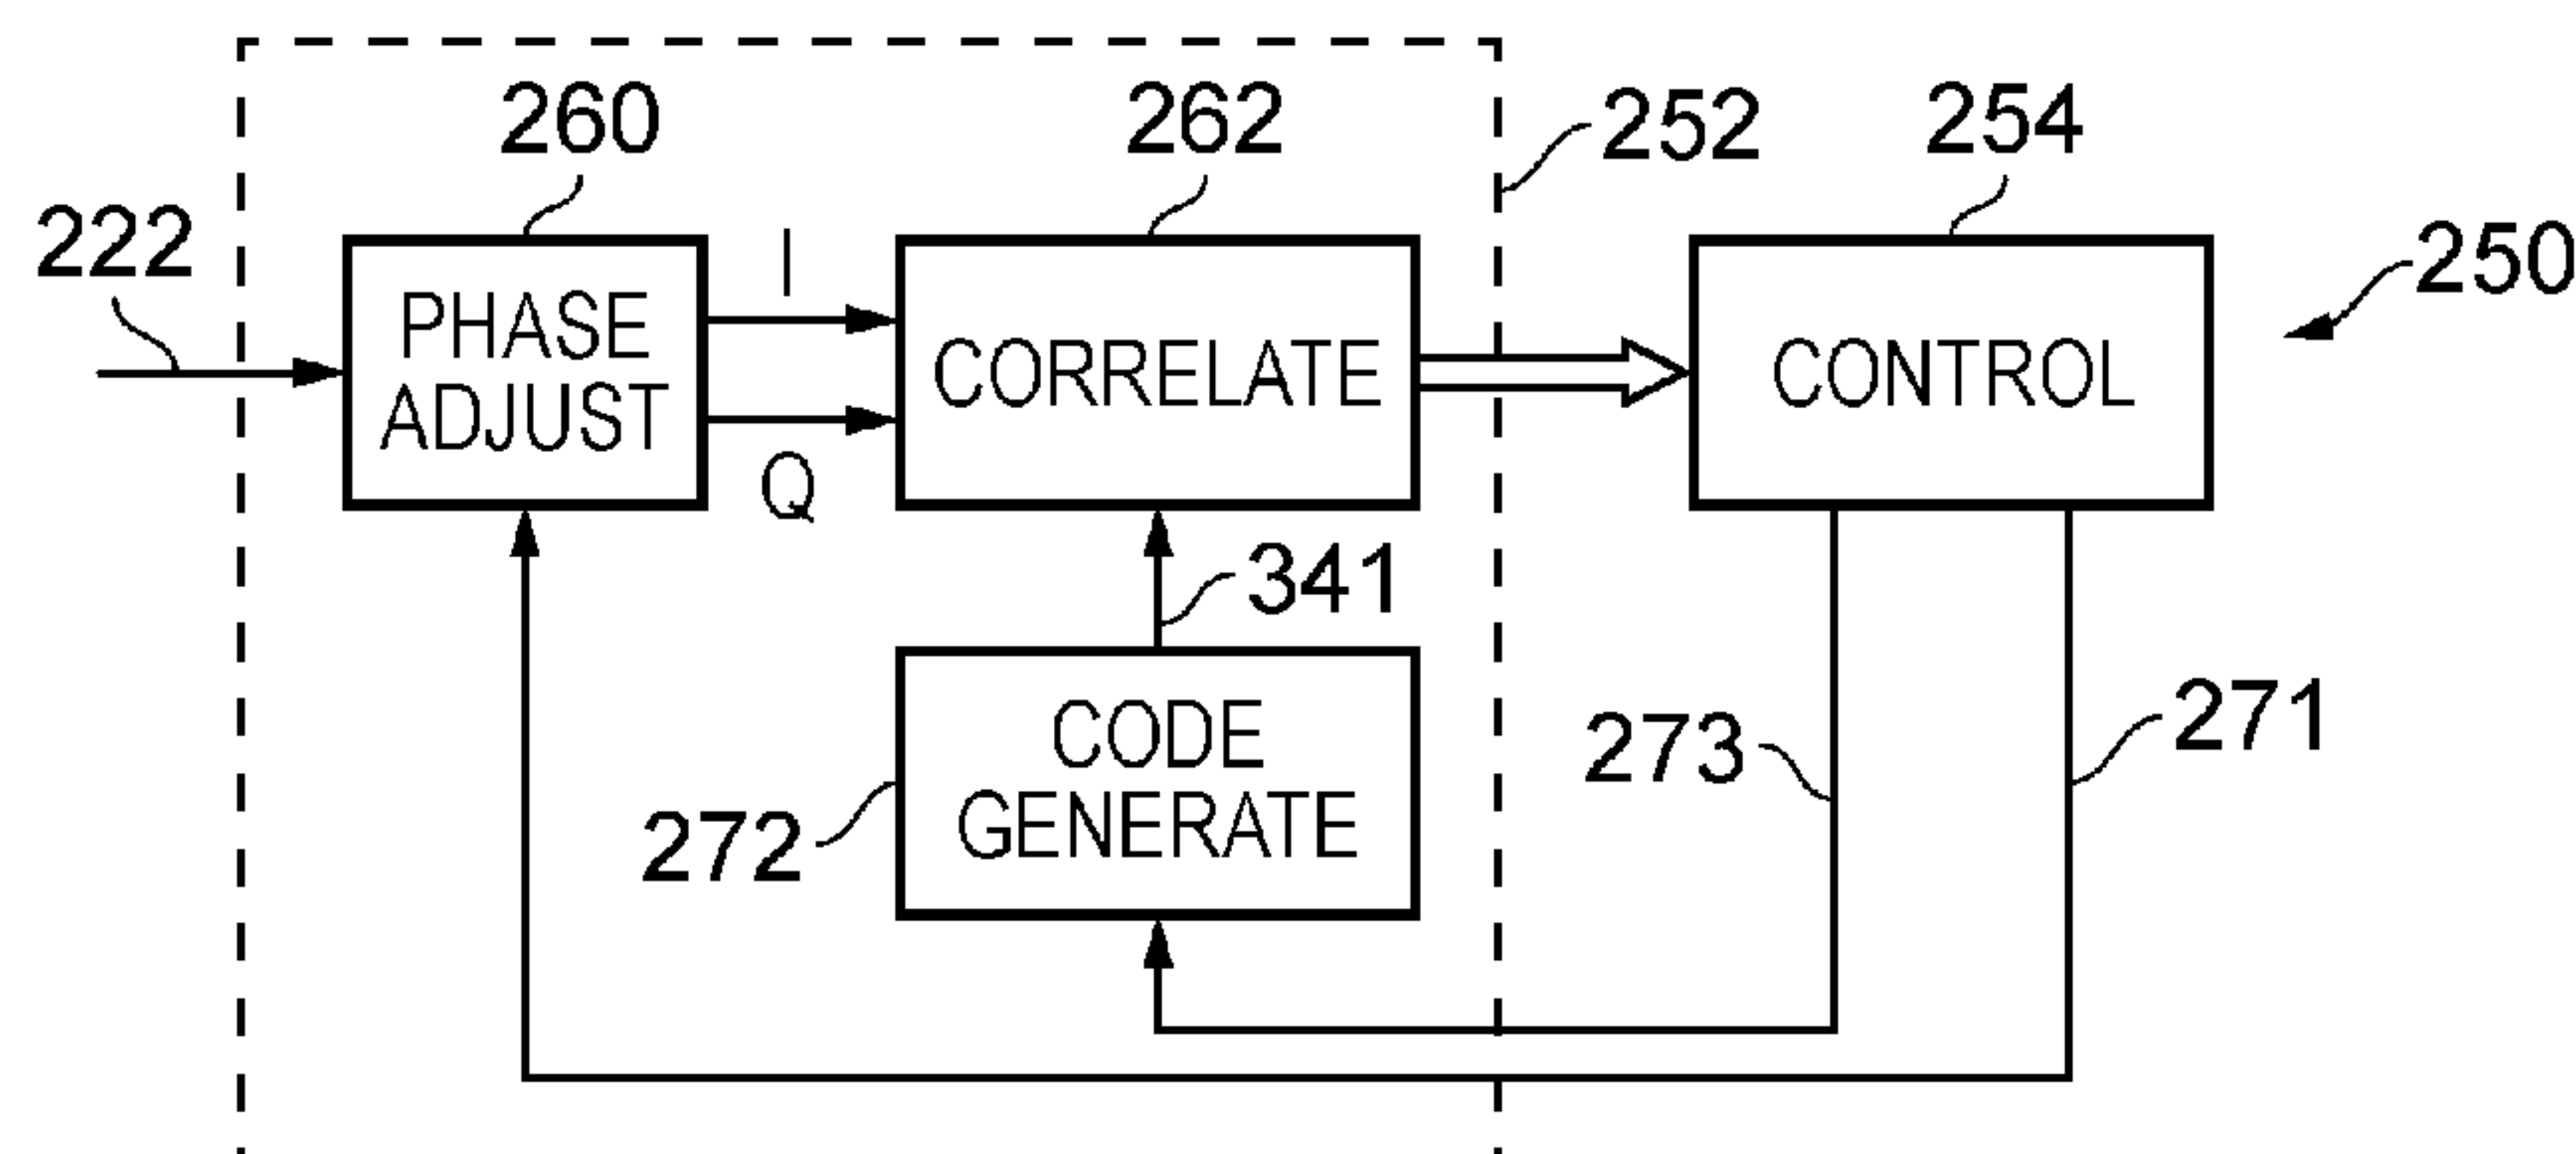 260
262
252
254
222
250
I
PHASE
ADJUST
CORRELATE
CONTROL
Q
341
CODE
GENERATE
272
273
271